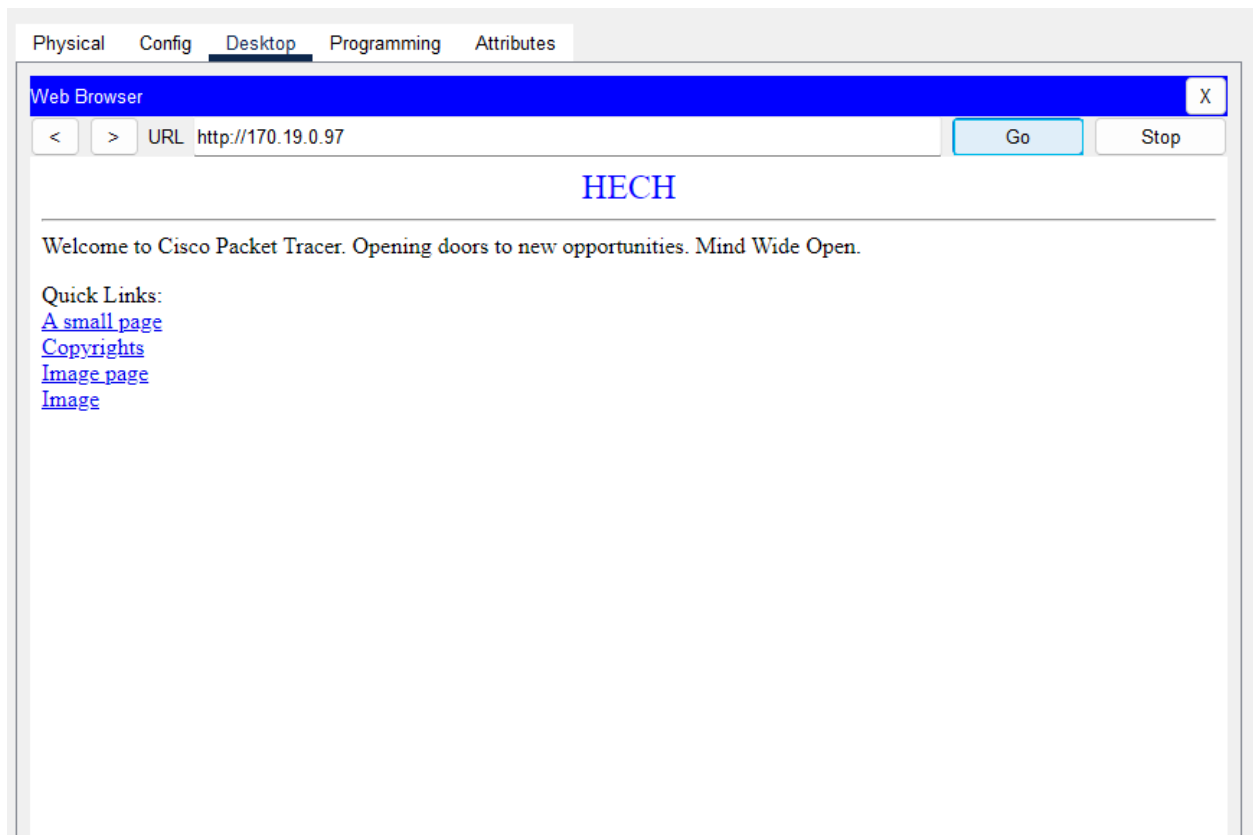 Physical Config Desktop Programming Attributes
Web Browser X
< > URL http://170.19.0.97 Go Stop
HECH
Welcome to Cisco Packet Tracer. Opening doors to new opportunities. Mind Wide Open.
Quick Links:
A small page
Copyrights
Image page
Image